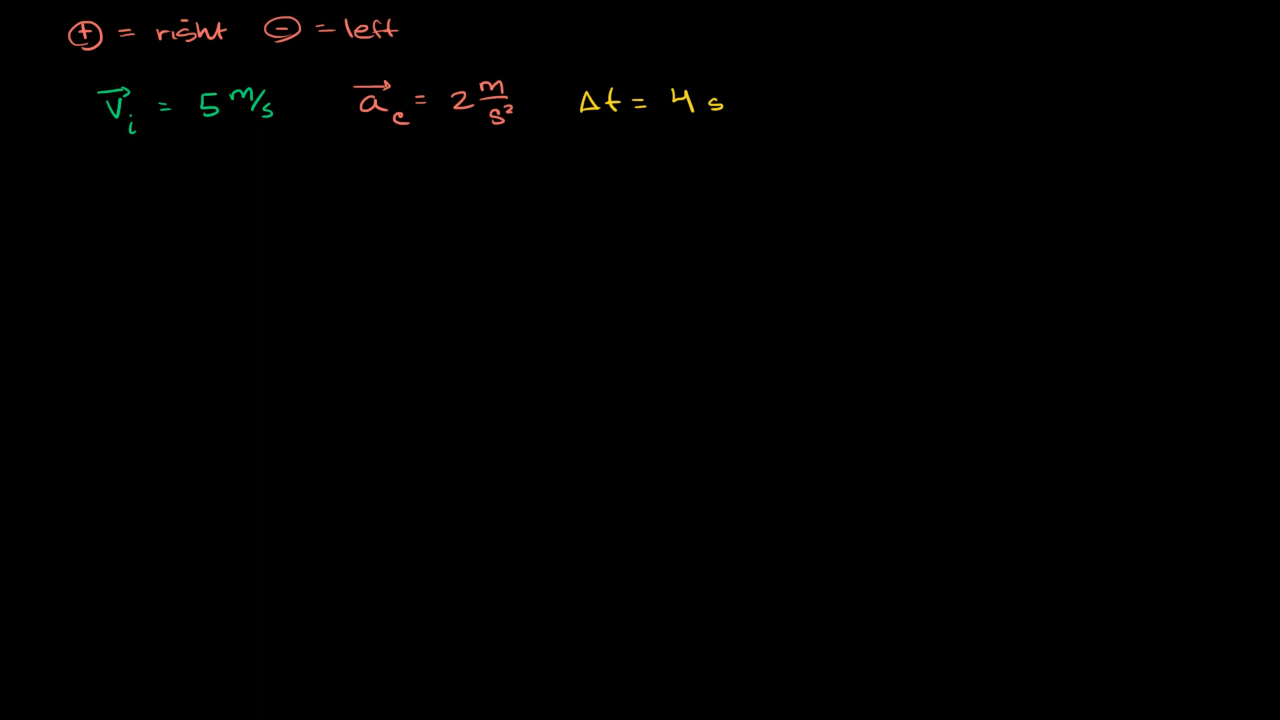 ⊕ = right ⊖ = left
v⃗ᵢ = 5 m/s a⃗c = 2 m/s² Δt = 4 s